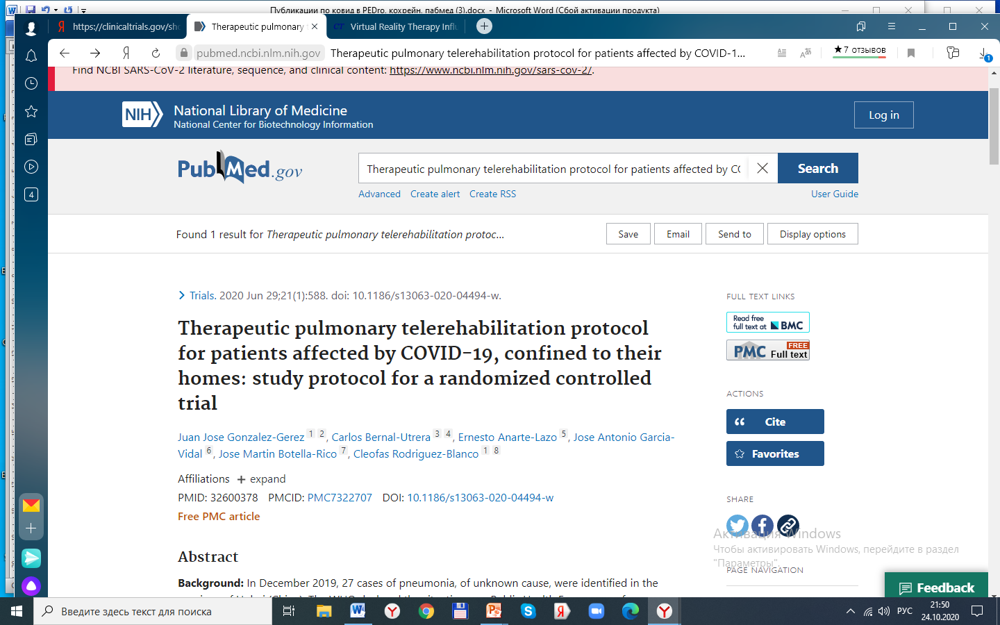 Публикации по ковид в PEDro, кохрейн, пабмед (3).docx - Microsoft Word (Сбой активации продукта)
https://clinicaltrials.gov/sh
Therapeutic pulmonary
Virtual Reality Therapy Infl
pubmed.ncbi.nlm.nih.gov
Therapeutic pulmonary telerehabilitation protocol for patients affected by COVID-1...
★7 отзывов
1
Find NCBI SARS-CoV-2 literature, sequence, and clinical content: https://www.ncbi.nlm.nih.gov/sars-cov-2/.
NIH
National Library of Medicine
National Center for Biotechnology Information
Log in
PubMed.gov
Therapeutic pulmonary telerehabilitation protocol for patients affected by CO
Search
Advanced
Create alert
Create RSS
User Guide
4
Found 1 result for Therapeutic pulmonary telerehabilitation protoc...
Save
Email
Send to
Display options
Trials. 2020 Jun 29;21(1):588. doi: 10.1186/s13063-020-04494-w.
Therapeutic pulmonary telerehabilitation protocol
for patients affected by COVID-19, confined to their
homes: study protocol for a randomized controlled
trial
Juan Jose Gonzalez-Gerez 1 2, Carlos Bernal-Utrera 3 4, Ernesto Anarte-Lazo 5, Jose Antonio Garcia-
Vidal 6, Jose Martin Botella-Rico 7, Cleofas Rodriguez-Blanco 1 8
Affiliations + expand
PMID: 32600378 PMCID: PMC7322707 DOI: 10.1186/s13063-020-04494-w
Free PMC article
Abstract
Background: In December 2019, 27 cases of pneumonia, of unknown cause, were identified in the
FULL TEXT LINKS
Read free
full text at BMC
PMC FREE
Full text
ACTIONS
Cite
Favorites
SHARE
Активация Windows
Чтобы активировать Windows, перейдите в раздел
"Параметры".
PAGE NAVIGATION
Feedback
Введите здесь текст для поиска
РУС
21:50
24.10.2020